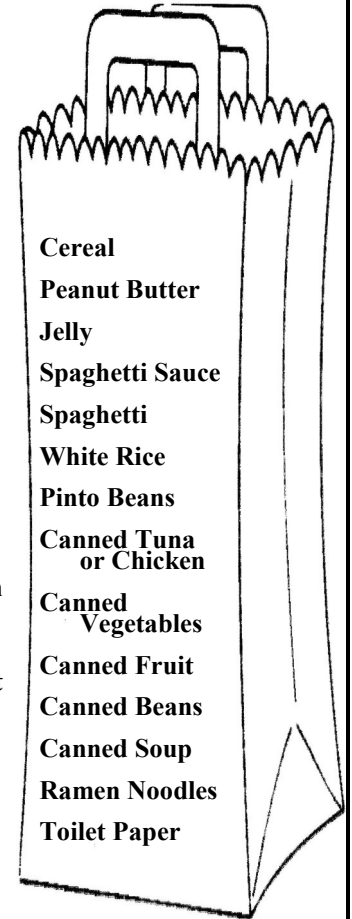 Cereal
Peanut Butter
Jelly
Spaghetti Sauce
Spaghetti
White Rice
Pinto Beans
Canned Tuna
or Chicken
Canned
Vegetables
Canned Fruit
Canned Beans
Canned Soup
Ramen Noodles
Toilet Paper